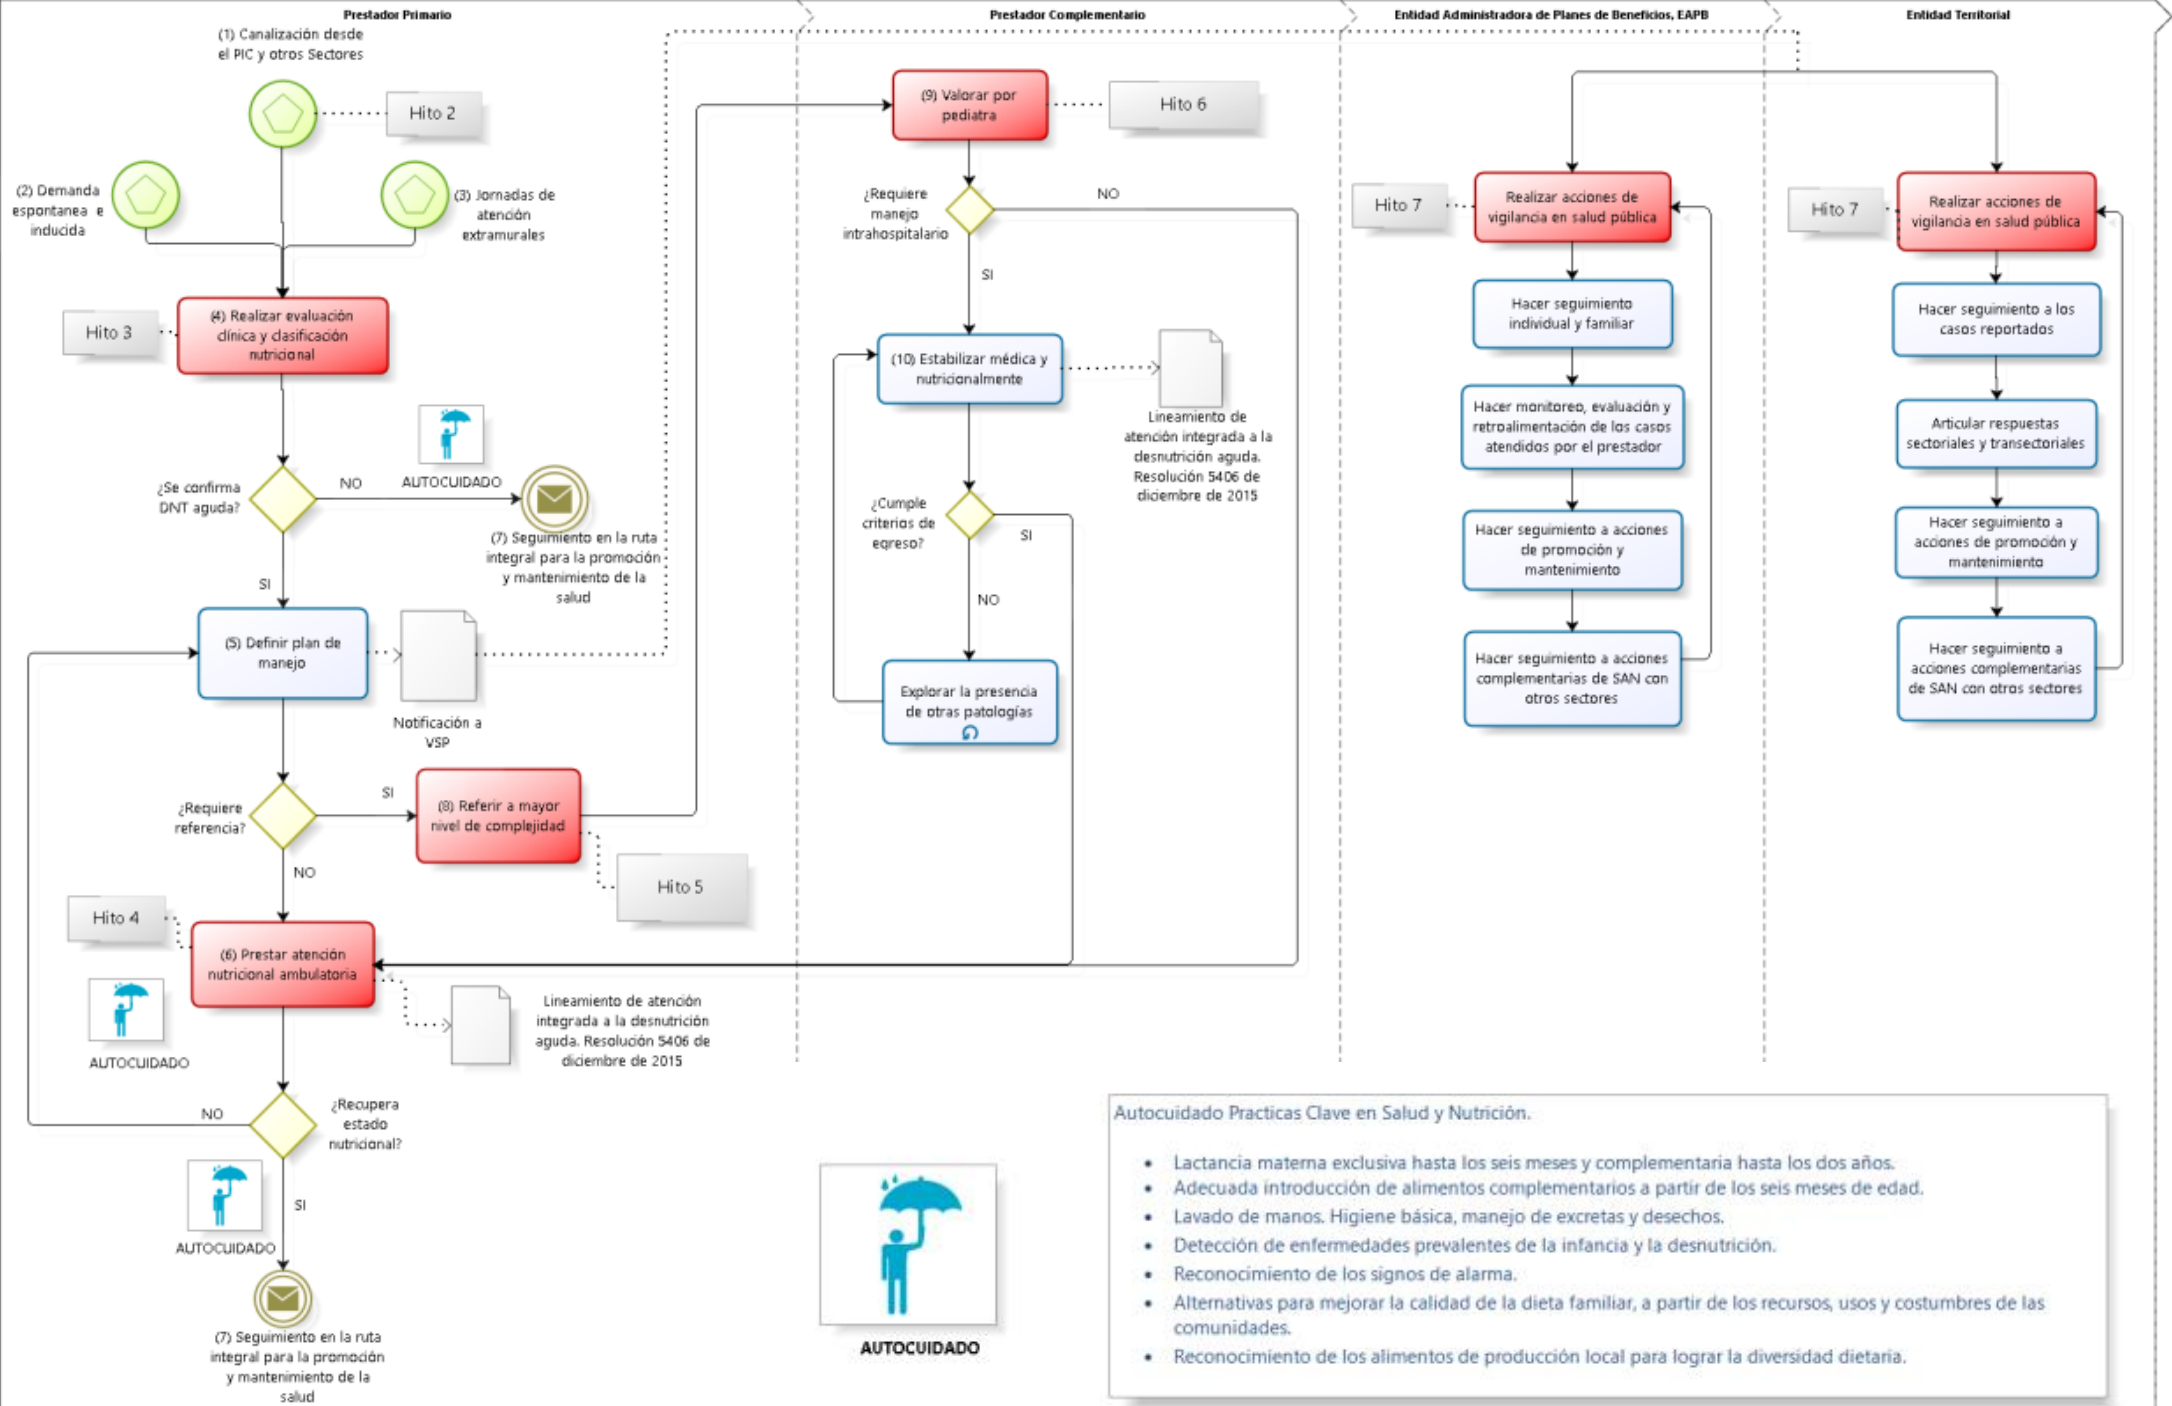 Prestador Primario
Prestador Complementario
Entidad Administradora de Planes de Beneficios, EAPB
Entidad Territorial
(1) Canalización desde
el PIC y otros Sectores
Hito 2
(2) Demanda
espontanea e
inducida
(3) Jornadas de
atención
extramurales
Hito 3
(4) Realizar evaluación
clínica y clasificación
nutricional
¿Se confirma
DNT aguda?
NO
AUTOCUIDADO
(7) Seguimiento en la ruta
integral para la promoción
y mantenimiento de la
salud
SI
(5) Definir plan de
manejo
Notificación a
VSP
¿Requiere
referencia?
SI
(8) Referir a mayor
nivel de complejidad
Hito 5
NO
Hito 4
(6) Prestar atención
nutricional ambulatoria
AUTOCUIDADO
Lineamiento de atención
integrada a la desnutrición
aguda. Resolución 5406 de
diciembre de 2015
NO
¿Recupera
estado
nutricional?
AUTOCUIDADO
SI
(7) Seguimiento en la ruta
integral para la promoción
y mantenimiento de la
salud
(9) Valorar por
pediatra
Hito 6
¿Requiere
manejo
intrahospitalario
NO
SI
(10) Estabilizar médica y
nutricionalmente
Lineamiento de
atención integrada a la
desnutrición aguda.
Resolución 5406 de
diciembre de 2015
¿Cumple
criterios de
egreso?
SI
NO
Explorar la presencia
de otras patologías
Hito 7
Realizar acciones de
vigilancia en salud pública
Hacer seguimiento
individual y familiar
Hacer monitoreo, evaluación y
retroalimentación de los casos
atendidos por el prestador
Hacer seguimiento a acciones
de promoción y
mantenimiento
Hacer seguimiento a acciones
complementarias de SAN con
otros sectores
Hito 7
Realizar acciones de
vigilancia en salud pública
Hacer seguimiento a los
casos reportados
Articular respuestas
sectoriales y transectoriales
Hacer seguimiento a
acciones de promoción y
mantenimiento
Hacer seguimiento a
acciones complementarias
de SAN con otros sectores
AUTOCUIDADO
Autocuidado Practicas Clave en Salud y Nutrición.
• Lactancia materna exclusiva hasta los seis meses y complementaria hasta los dos años.
• Adecuada introducción de alimentos complementarios a partir de los seis meses de edad.
• Lavado de manos. Higiene básica, manejo de excretas y desechos.
• Detección de enfermedades prevalentes de la infancia y la desnutrición.
• Reconocimiento de los signos de alarma.
• Alternativas para mejorar la calidad de la dieta familiar, a partir de los recursos, usos y costumbres de las
comunidades.
• Reconocimiento de los alimentos de producción local para lograr la diversidad dietaria.